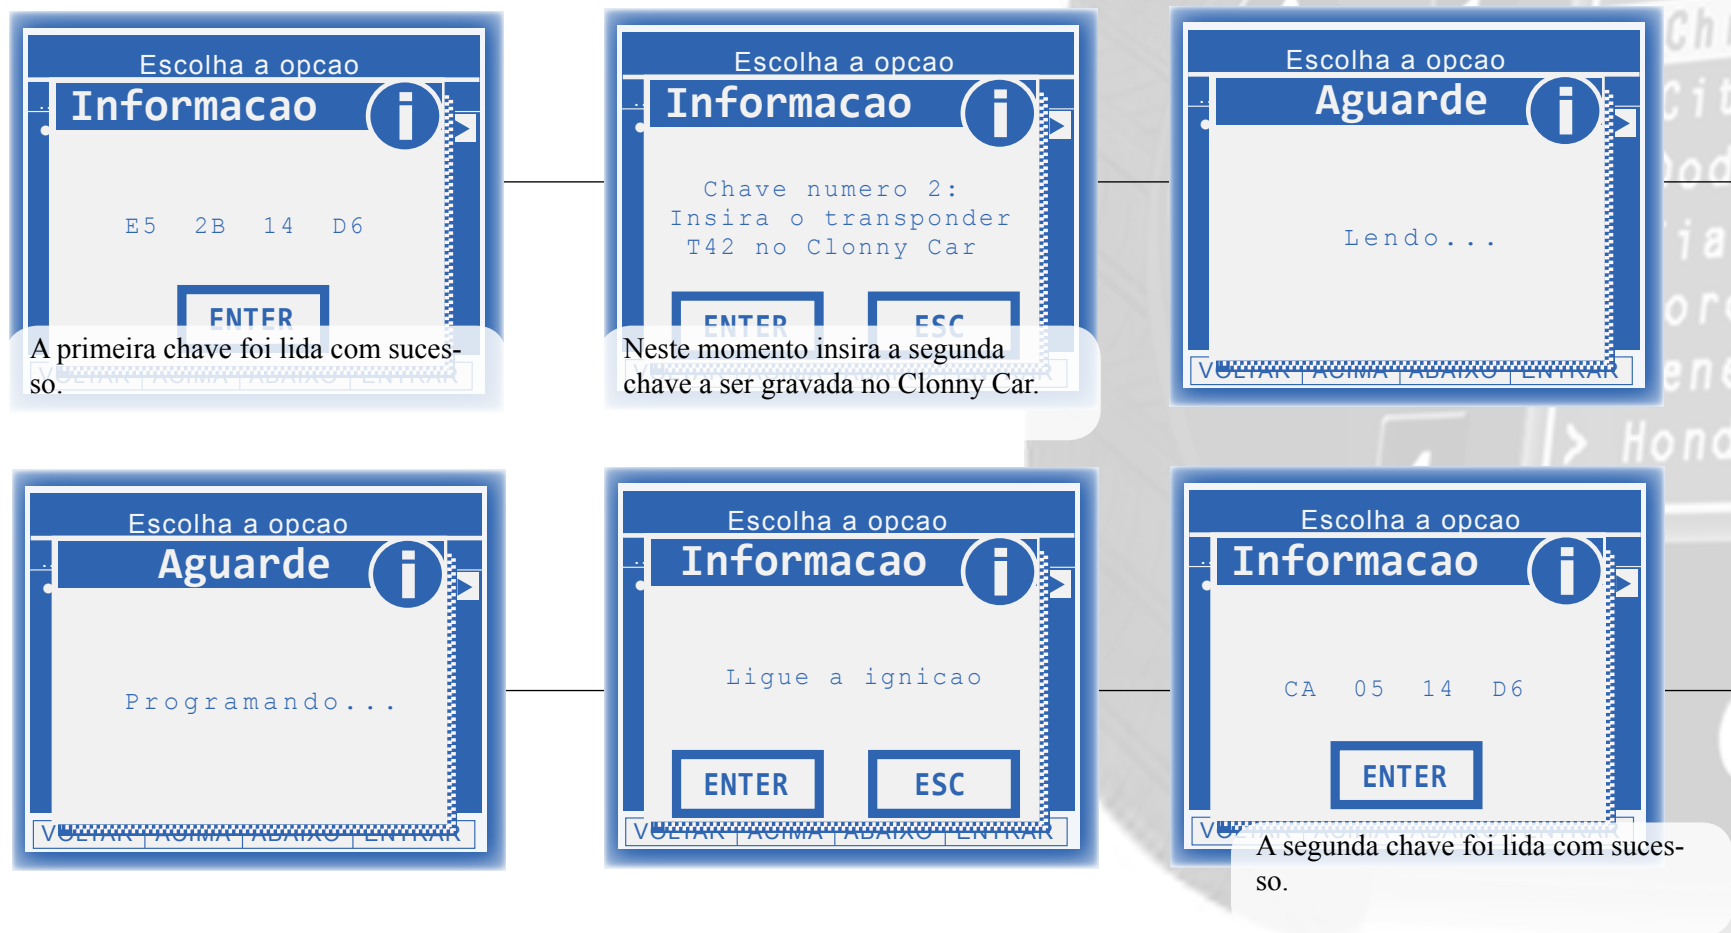 Escolha a opcao
Informacao
E5 2B 14 D6
ENTER
VOLTAR ACIMA ABAIXO ENTRAR
A primeira chave foi lida com suces-
so.
Escolha a opcao
Informacao
Chave numero 2:
Insira o transponder
T42 no Clonny Car
ENTER ESC
Neste momento insira a segunda
chave a ser gravada no Clonny Car.
Escolha a opcao
Aguarde
Lendo...
VOLTAR ACIMA ABAIXO ENTRAR
Escolha a opcao
Aguarde
Programando...
VOLTAR ACIMA ABAIXO ENTRAR
Escolha a opcao
Informacao
Ligue a ignicao
ENTER ESC
VOLTAR ACIMA ABAIXO ENTRAR
Escolha a opcao
Informacao
CA 05 14 D6
ENTER
A segunda chave foi lida com suces-
so.